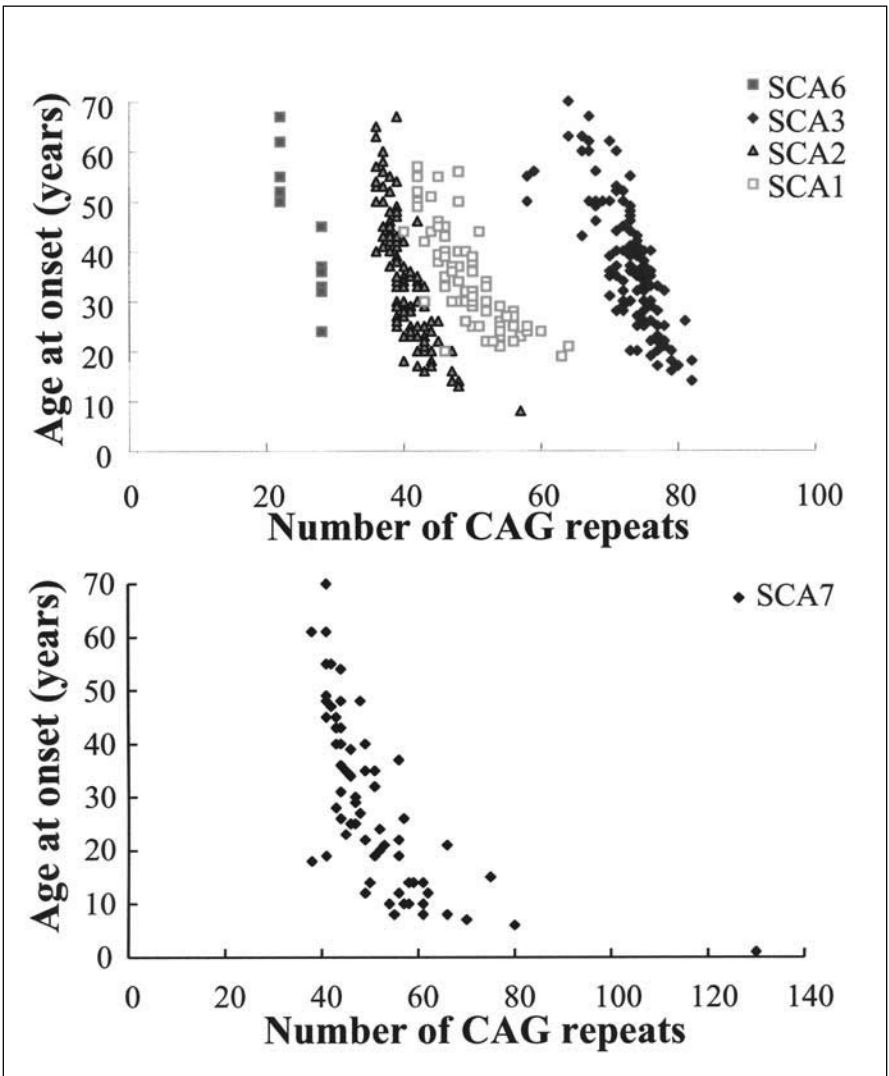 SCA6
SCA3
SCA2
SCA1
Age at onset (years)
70
60
50
40
30
20
10
0
0 20 40 60 80 100
Number of CAG repeats
SCA7
Age at onset (years)
70
60
50
40
30
20
10
0
0 20 40 60 80 100 120 140
Number of CAG repeats